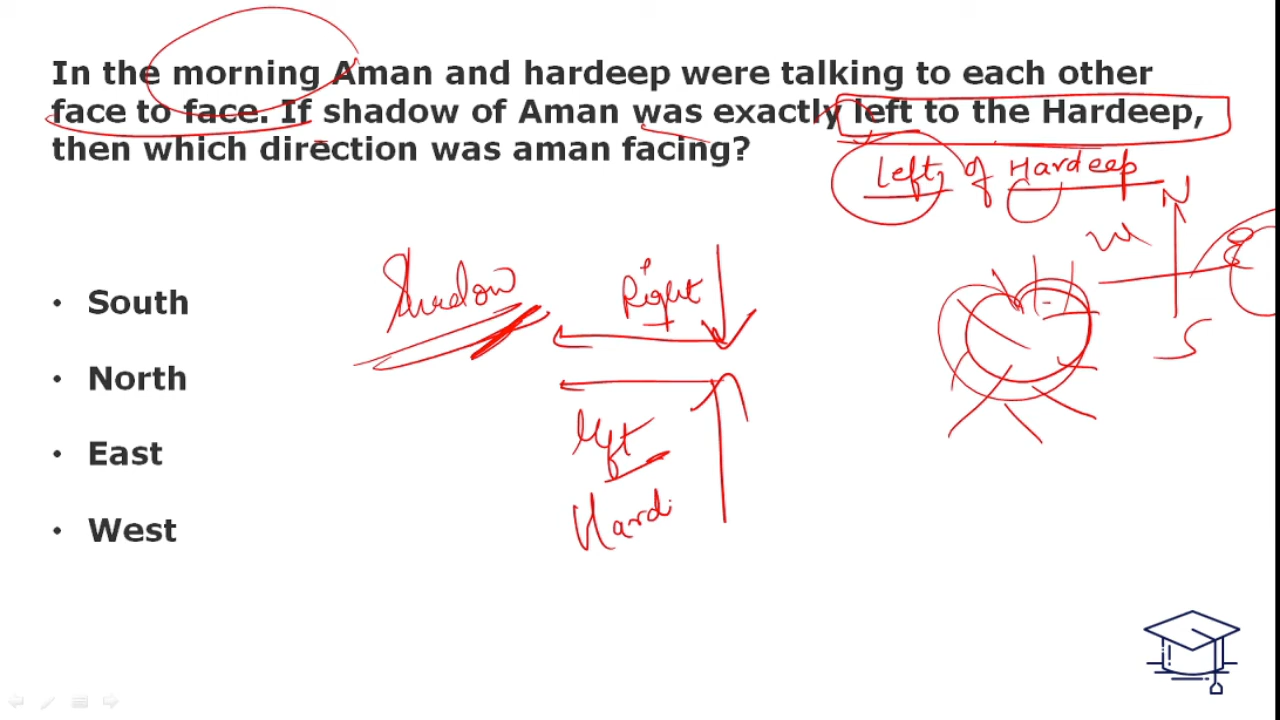 In the morning Aman and hardeep were talking to each other
face to face. If shadow of Aman was exactly left to the Hardeep,
then which direction was aman facing?
left of Hardeep
N
W
S
• South
Shadow
Right
• North
left
• East
Hardi
• West